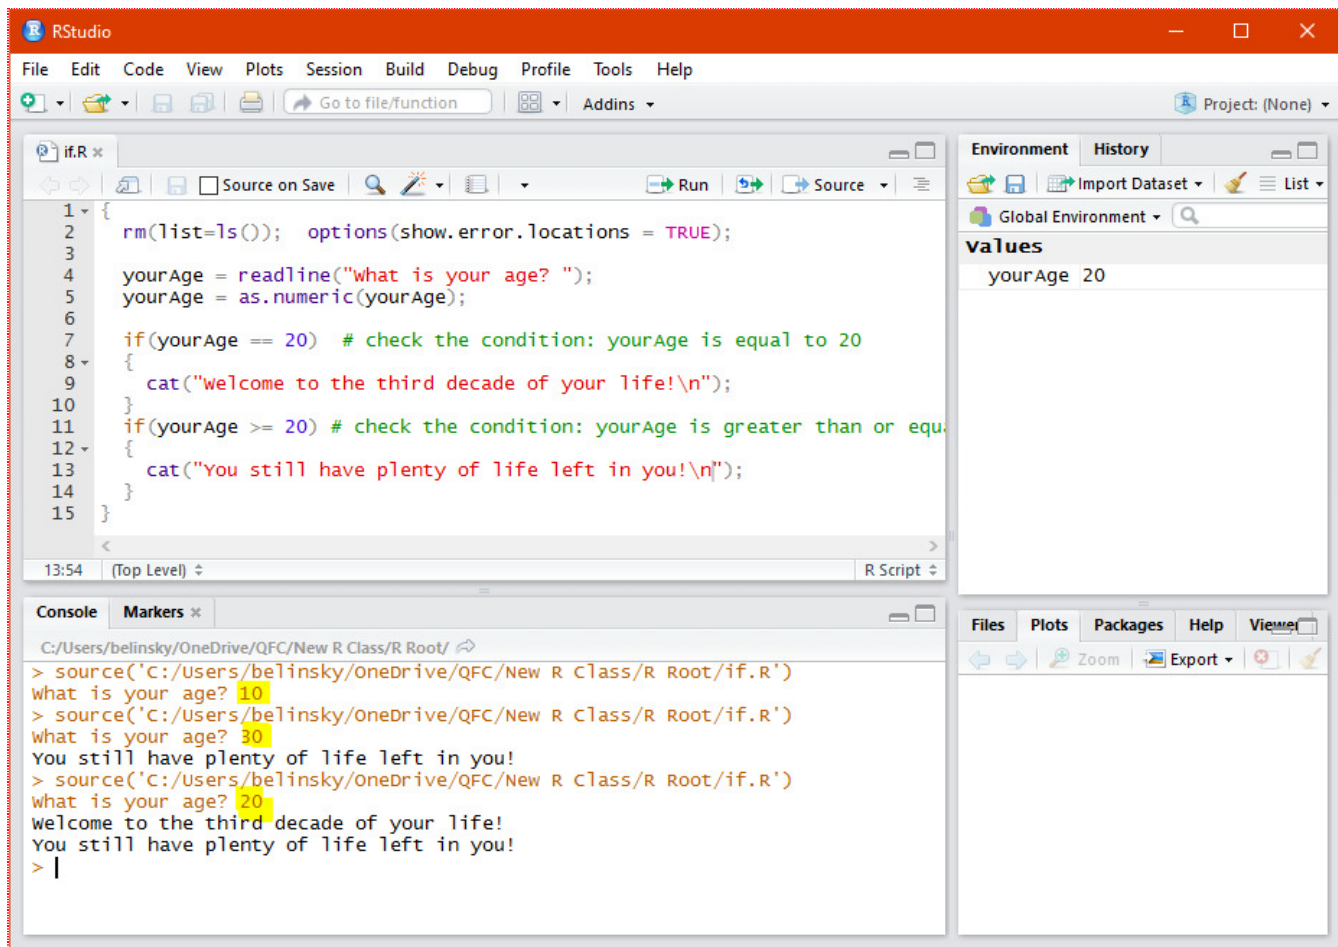 RStudio
File Edit Code View Plots Session Build Debug Profile Tools Help
Go to file/function Addins Project: (None)
if.R
Source on Save Run Source
1 {
2 rm(list=ls()); options(show.error.locations = TRUE);
3
4 yourAge = readline("What is your age? ");
5 yourAge = as.numeric(yourAge);
6
7 if(yourAge == 20) # check the condition: yourAge is equal to 20
8 {
9 cat("Welcome to the third decade of your life!\n");
10 }
11 if(yourAge >= 20) # check the condition: yourAge is greater than or equ
12 {
13 cat("You still have plenty of life left in you!\n");
14 }
15 }
13:54 (Top Level) R Script
Environment History
Import Dataset List
Global Environment
Values
yourAge 20
Console Markers
C:/Users/belinsky/OneDrive/QFC/New R Class/R Root/
> source('C:/Users/belinsky/OneDrive/QFC/New R Class/R Root/if.R')
What is your age? 10
> source('C:/Users/belinsky/OneDrive/QFC/New R Class/R Root/if.R')
What is your age? 30
You still have plenty of life left in you!
> source('C:/Users/belinsky/OneDrive/QFC/New R Class/R Root/if.R')
What is your age? 20
Welcome to the third decade of your life!
You still have plenty of life left in you!
>
Files Plots Packages Help Viewer
Zoom Export